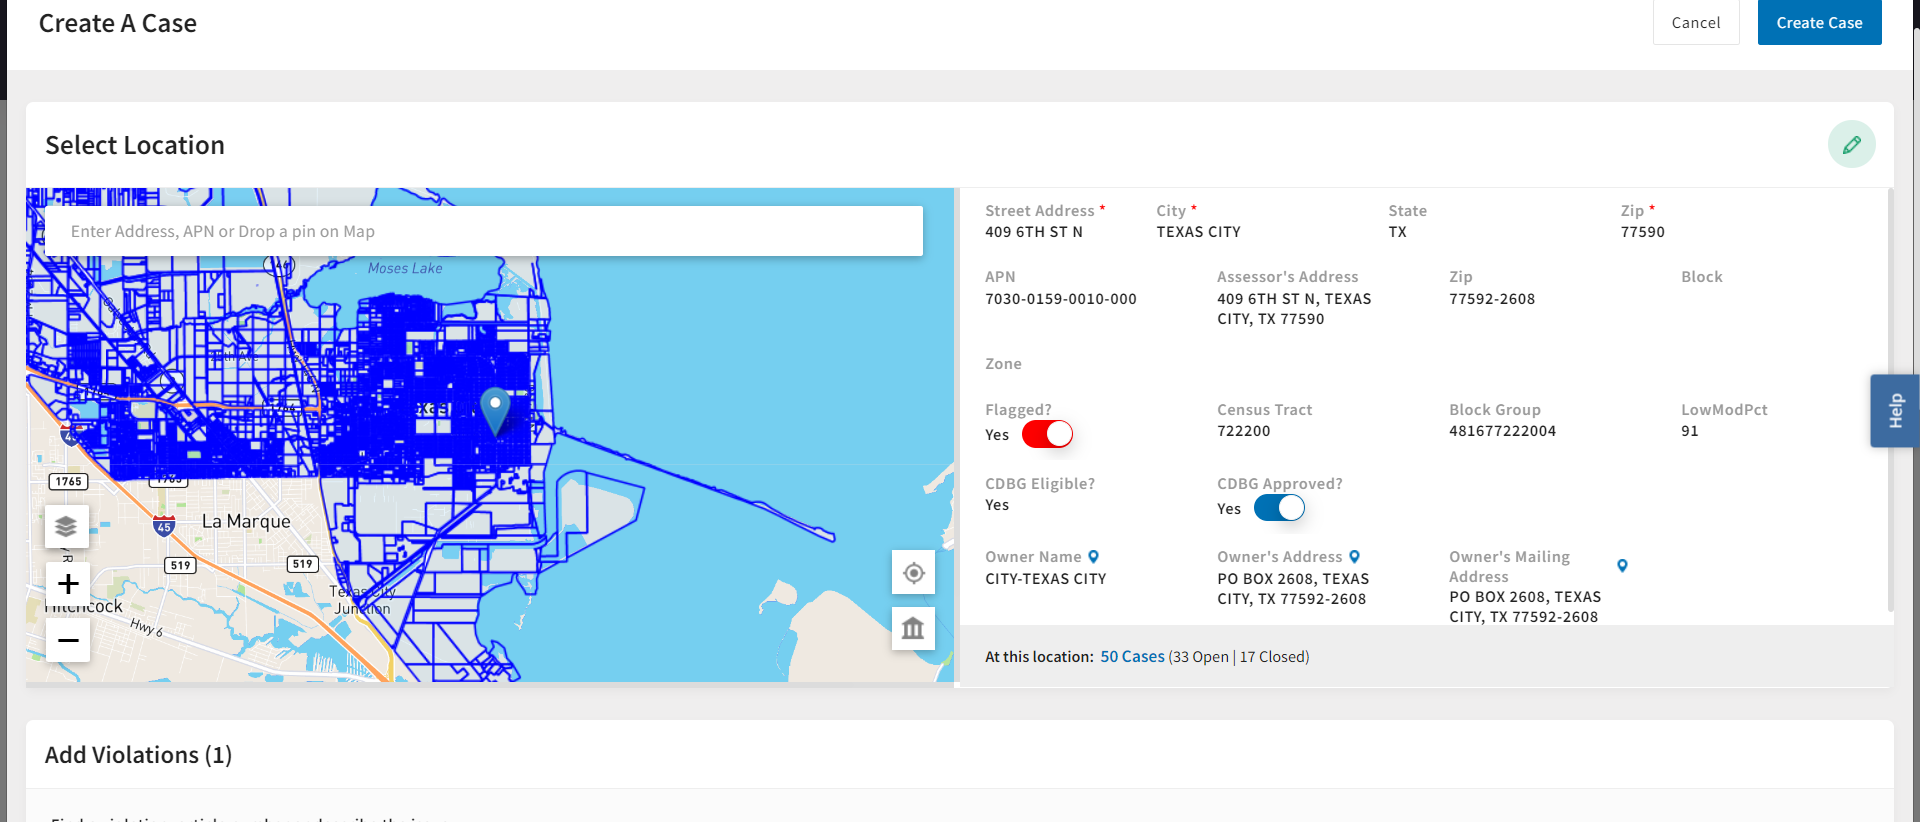 Create A Case
Cancel
Create Case
Select Location
Enter Address, APN or Drop a pin on Map
Moses Lake
1765
45
La Marque
519
519
Texas City
Junction
Hitchcock
Hwy 6
Street Address *
409 6TH ST N
City *
TEXAS CITY
State
TX
Zip *
77590
APN
7030-0159-0010-000
Assessor's Address
409 6TH ST N, TEXAS
CITY, TX 77590
Zip
77592-2608
Block
Zone
Flagged?
Yes
Census Tract
722200
Block Group
481677222004
LowModPct
91
CDBG Eligible?
Yes
CDBG Approved?
Yes
Owner Name
CITY-TEXAS CITY
Owner's Address
PO BOX 2608, TEXAS
CITY, TX 77592-2608
Owner's Mailing
Address
PO BOX 2608, TEXAS
CITY, TX 77592-2608
At this location: 50 Cases (33 Open | 17 Closed)
Help
Add Violations (1)